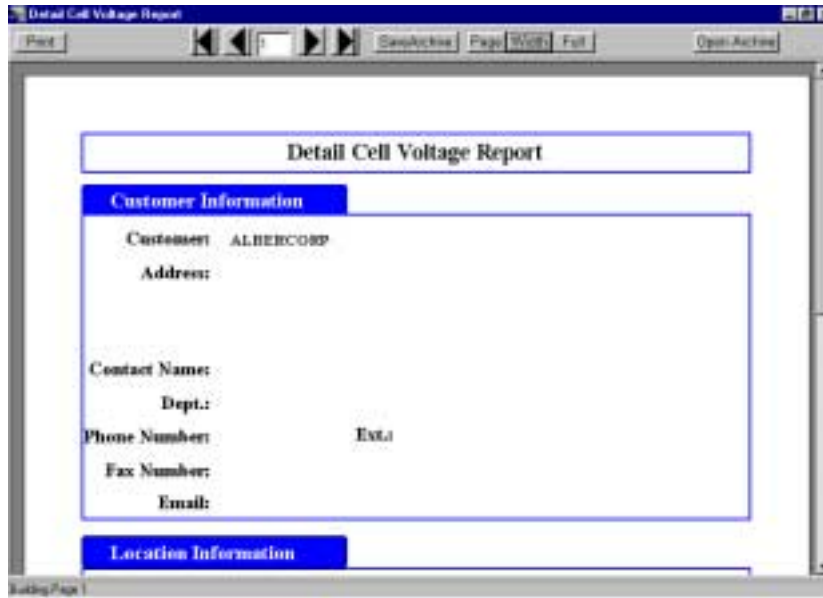 Detail Cell Voltage Report
Print 1 SaveArchive Page Width Full Open Archive
Detail Cell Voltage Report
Customer Information
Customer: ALBERCORP
Address:
Contact Name:
Dept.:
Phone Number: Ext.:
Fax Number:
Email:
Location Information
Building Page 1